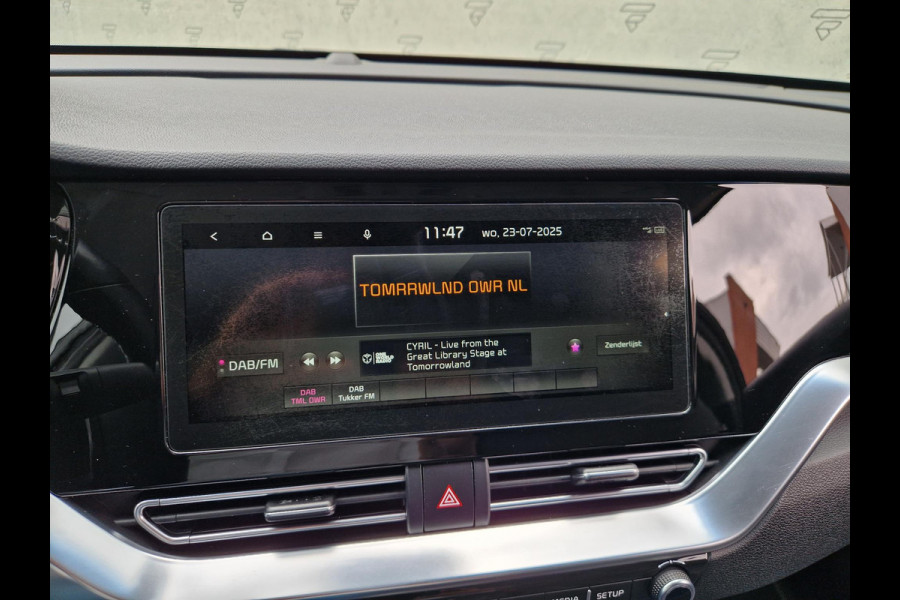 11:47 wo, 23-07-2025
TOMRRWLND OWR NL
CYRIL - Live from the
Great Library Stage at
Tomorrowland
DAB/FM
Zenderlijst
DAB
TML OWR
DAB
Tukker FM
SETUP